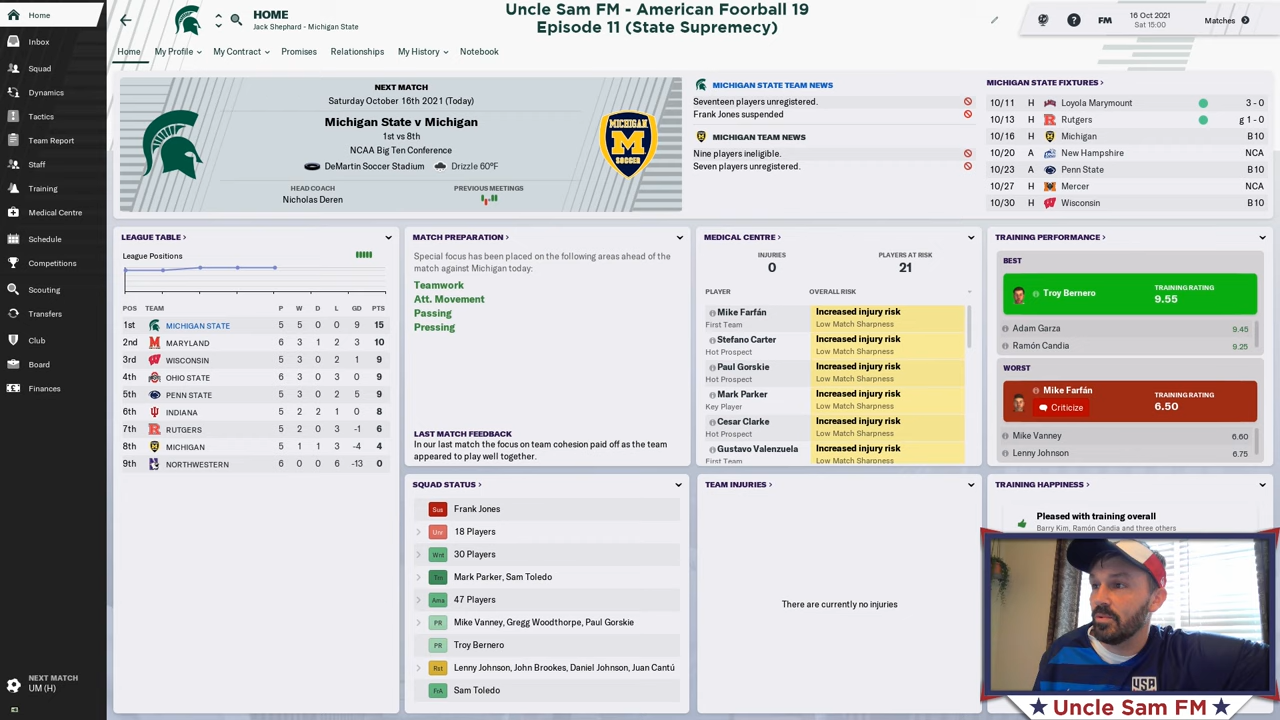 Uncle Sam FM - American Foorball 19
Episode 11 (State Supremecy)
Home
HOME
Jack Shephard - Michigan State
FM
16 Oct 2021
Sat 15:00
Matches
Home
My Profile
My Contract
Promises
Relationships
My History
Notebook
Inbox
Squad
Dynamics
Tactics
Team Report
Staff
Training
Medical Centre
Schedule
Competitions
Scouting
Transfers
Club
Board
Finances
NEXT MATCH
UM (H)
NEXT MATCH
Saturday October 16th 2021 (Today)
Michigan State v Michigan
1st vs 8th
NCAA Big Ten Conference
DeMartin Soccer Stadium Drizzle 60ºF
HEAD COACH
Nicholas Deren
PREVIOUS MEETINGS
MICHIGAN
M
SOCCER
MICHIGAN STATE TEAM NEWS
Seventeen players unregistered.
Frank Jones suspended
MICHIGAN TEAM NEWS
Nine players ineligible.
Seven players unregistered.
MICHIGAN STATE FIXTURES >
10/11 H Loyola Marymount 3 - 0
10/13 H Rutgers g 1 - 0
10/16 H Michigan B10
10/20 A New Hampshire NCA
10/23 A Penn State B10
10/27 H Mercer NCA
10/30 H Wisconsin B10
LEAGUE TABLE >
League Positions
POS TEAM P W D L GD PTS
1st MICHIGAN STATE 5 5 0 0 9 15
2nd MARYLAND 6 3 1 2 3 10
3rd WISCONSIN 5 3 0 2 1 9
4th OHIO STATE 6 3 0 3 0 9
5th PENN STATE 5 3 0 2 5 9
6th INDIANA 5 2 2 1 0 8
7th RUTGERS 5 2 0 3 -1 6
8th MICHIGAN 5 1 1 3 -4 4
9th NORTHWESTERN 6 0 0 6 -13 0
MATCH PREPARATION >
Special focus has been placed on the following areas ahead of the
match against Michigan today:
Teamwork
Att. Movement
Passing
Pressing
LAST MATCH FEEDBACK
In our last match the focus on team cohesion paid off as the team
appeared to play well together.
MEDICAL CENTRE >
INJURIES
0
PLAYERS AT RISK
21
PLAYER OVERALL RISK
Mike Farfán Increased injury risk
First Team Low Match Sharpness
Stefano Carter Increased injury risk
Hot Prospect Low Match Sharpness
Paul Gorskie Increased injury risk
Hot Prospect Low Match Sharpness
Mark Parker Increased injury risk
Key Player Low Match Sharpness
Cesar Clarke Increased injury risk
Hot Prospect Low Match Sharpness
Gustavo Valenzuela Increased injury risk
First Team Low Match Sharpness
TRAINING PERFORMANCE >
BEST
Troy Bernero
TRAINING RATING
9.55
Adam Garza 9.45
Ramón Candia 9.25
WORST
Mike Farfán
Criticize
TRAINING RATING
6.50
Mike Vanney 6.60
Lenny Johnson 6.75
SQUAD STATUS >
Sus Frank Jones
Unr 18 Players
Wnt 30 Players
Trn Mark Parker, Sam Toledo
Ama 47 Players
PR Mike Vanney, Gregg Woodthorpe, Paul Gorskie
PR Troy Bernero
Rst Lenny Johnson, John Brookes, Daniel Johnson, Juan Cantú
FrA Sam Toledo
TEAM INJURIES >
There are currently no injuries
TRAINING HAPPINESS >
Pleased with training overall
Barry Kim, Ramón Candia and three others
USA
Uncle Sam FM